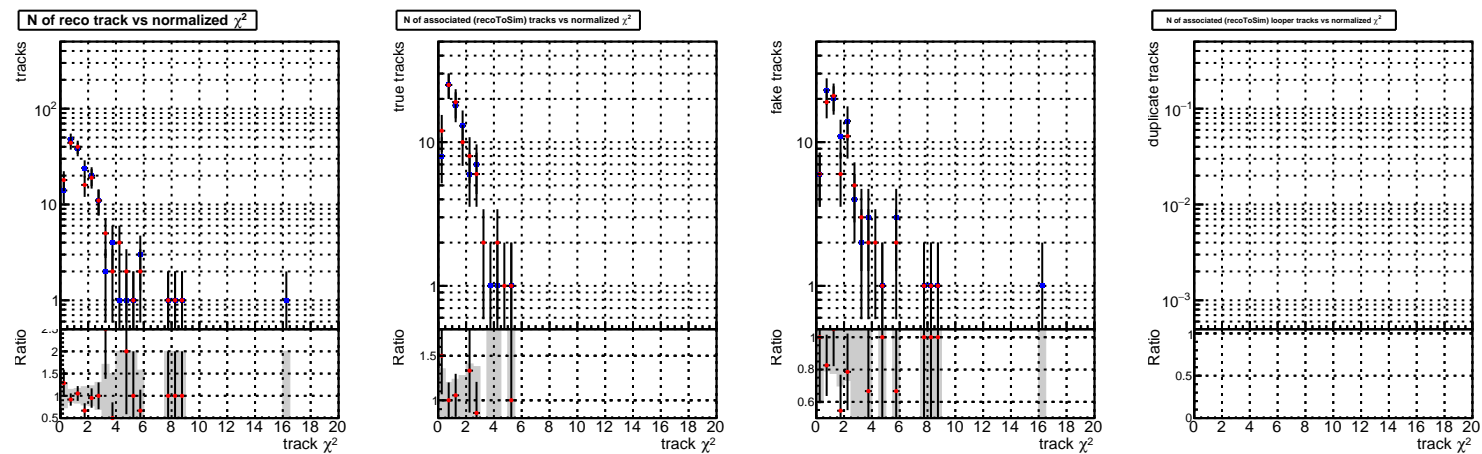 N of reco track vs normalized χ²
tracks
10²
10
1
Ratio
2.5
2
1.5
1
0.5
0 2 4 6 8 10 12 14 16 18 20
track χ²
N of associated (recoToSim) tracks vs normalized χ²
true tracks
10
1
Ratio
1.5
1
0 2 4 6 8 10 12 14 16 18 20
track χ²
fake tracks
10
1
Ratio
1
0.8
0.6
0 2 4 6 8 10 12 14 16 18 20
track χ²
N of associated (recoToSim) looper tracks vs normalized χ²
duplicate tracks
10⁻¹
10⁻²
10⁻³
Ratio
1
0.5
0
0 2 4 6 8 10 12 14 16 18 20
track χ²